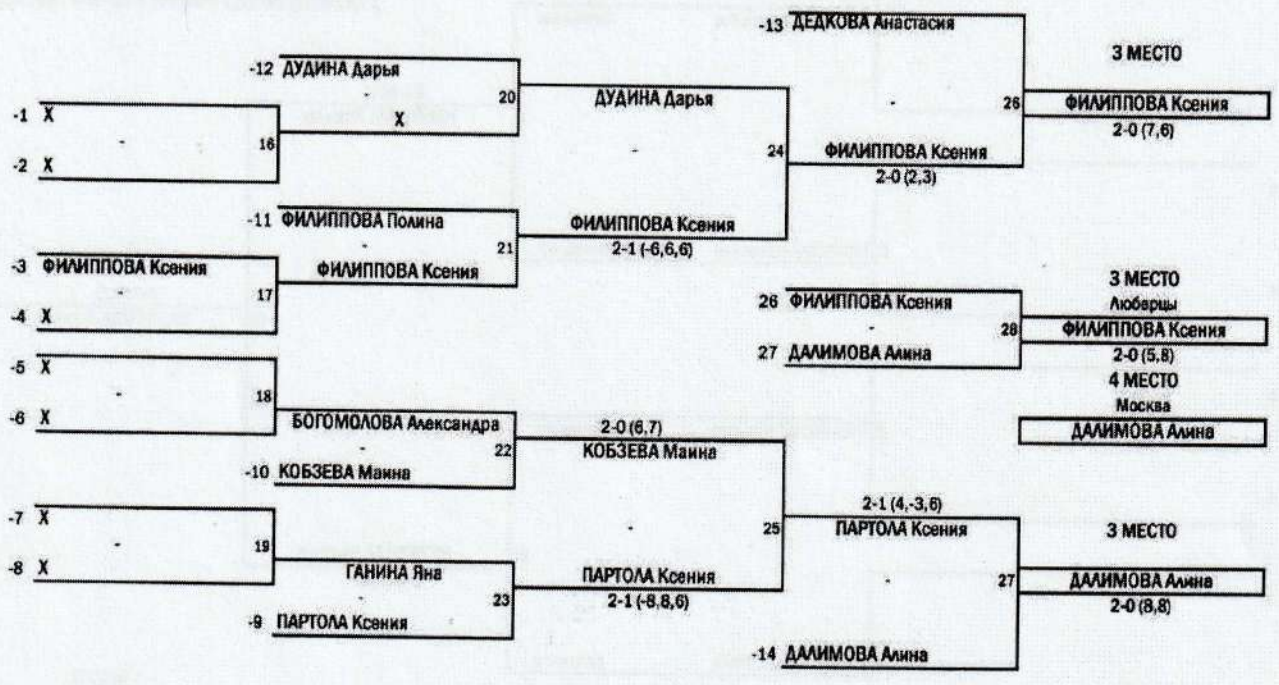 -13 ДЕДКОВА Анастасия
3 МЕСТО
-12 ДУДИНА Дарья
20
ДУДИНА Дарья
26
ФИЛИППОВА Ксения
2-0 (7,6)
-1 X
16
X
24
ФИЛИППОВА Ксения
2-0 (2,3)
-2 X
-11 ФИЛИППОВА Полина
ФИЛИППОВА Ксения
2-1 (-6,6,6)
21
-3 ФИЛИППОВА Ксения
ФИЛИППОВА Ксения
17
-4 X
3 МЕСТО
Люберцы
26 ФИЛИППОВА Ксения
28
ФИЛИППОВА Ксения
2-0 (5,8)
27 ДАЛИМОВА Алина
4 МЕСТО
Москва
ДАЛИМОВА Алина
-5 X
18
-6 X
БОГОМОЛОВА Александра
22
2-0 (6,7)
КОБЗЕВА Маина
-10 КОБЗЕВА Маина
-7 X
19
-8 X
25
2-1 (4,-3,6)
ПАРТОЛА Ксения
3 МЕСТО
ГАНИНА Яна
23
ПАРТОЛА Ксения
2-1 (-8,8,6)
27
ДАЛИМОВА Алина
2-0 (8,8)
-9 ПАРТОЛА Ксения
-14 ДАЛИМОВА Алина